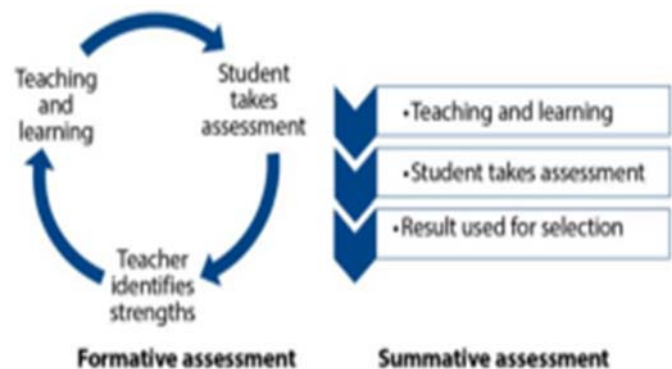 Teaching
and
learning
Student
takes
assessment
Teacher
identifies
strengths
Formative assessment
•Teaching and learning
•Student takes assessment
•Result used for selection
Summative assessment